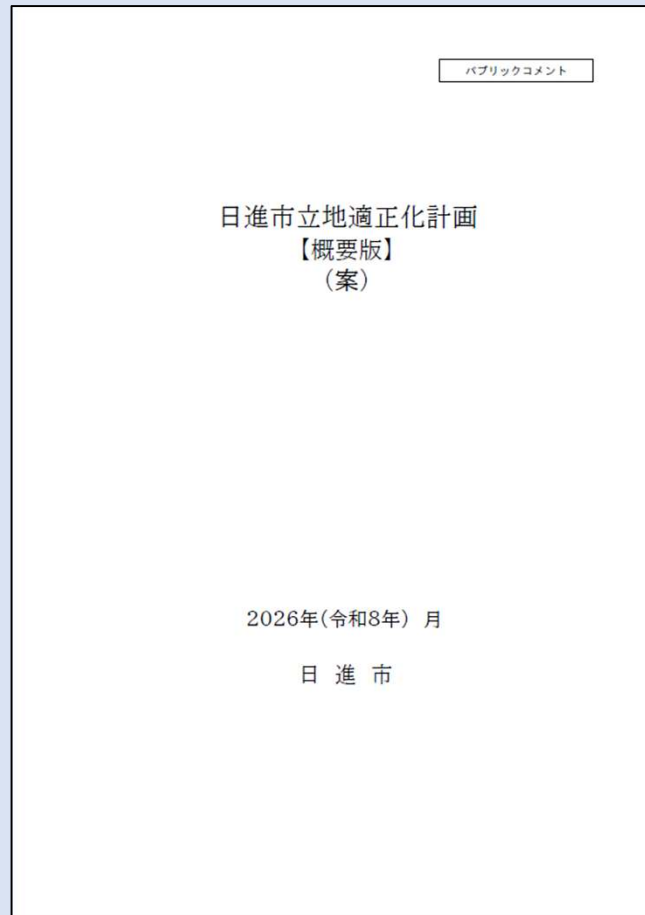 パブリックコメント
日進市立地適正化計画
【概要版】
（案）
2026年(令和8年) 月
日 進 市